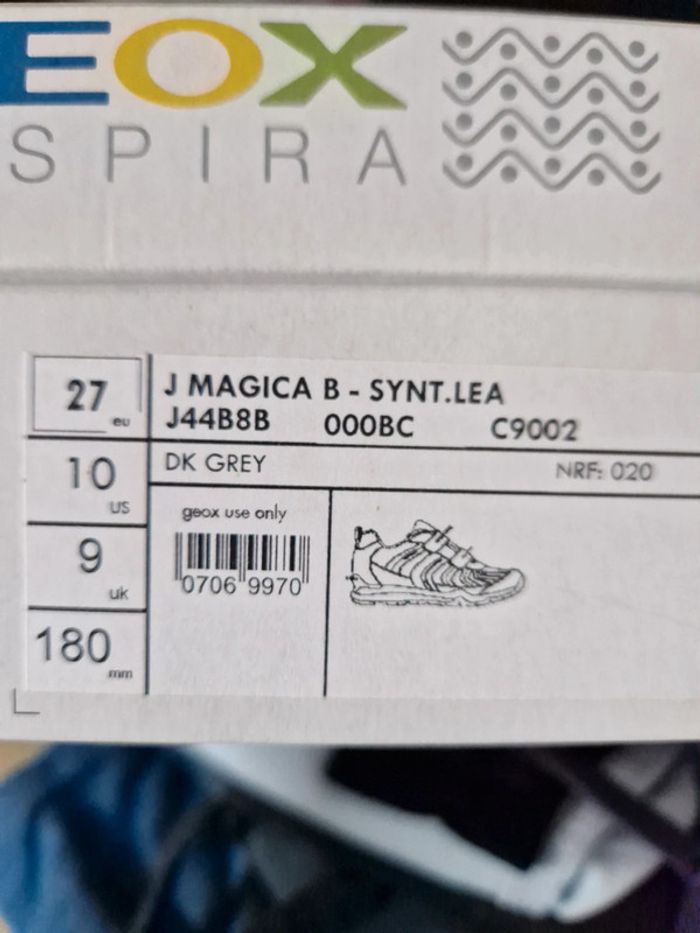 EOX
SPIRA
27 eu
J MAGICA B - SYNT.LEA
J44B8B 000BC C9002
10 US
DK GREY NRF: 020
9 uk
geox use only
0706 9970
180 mm